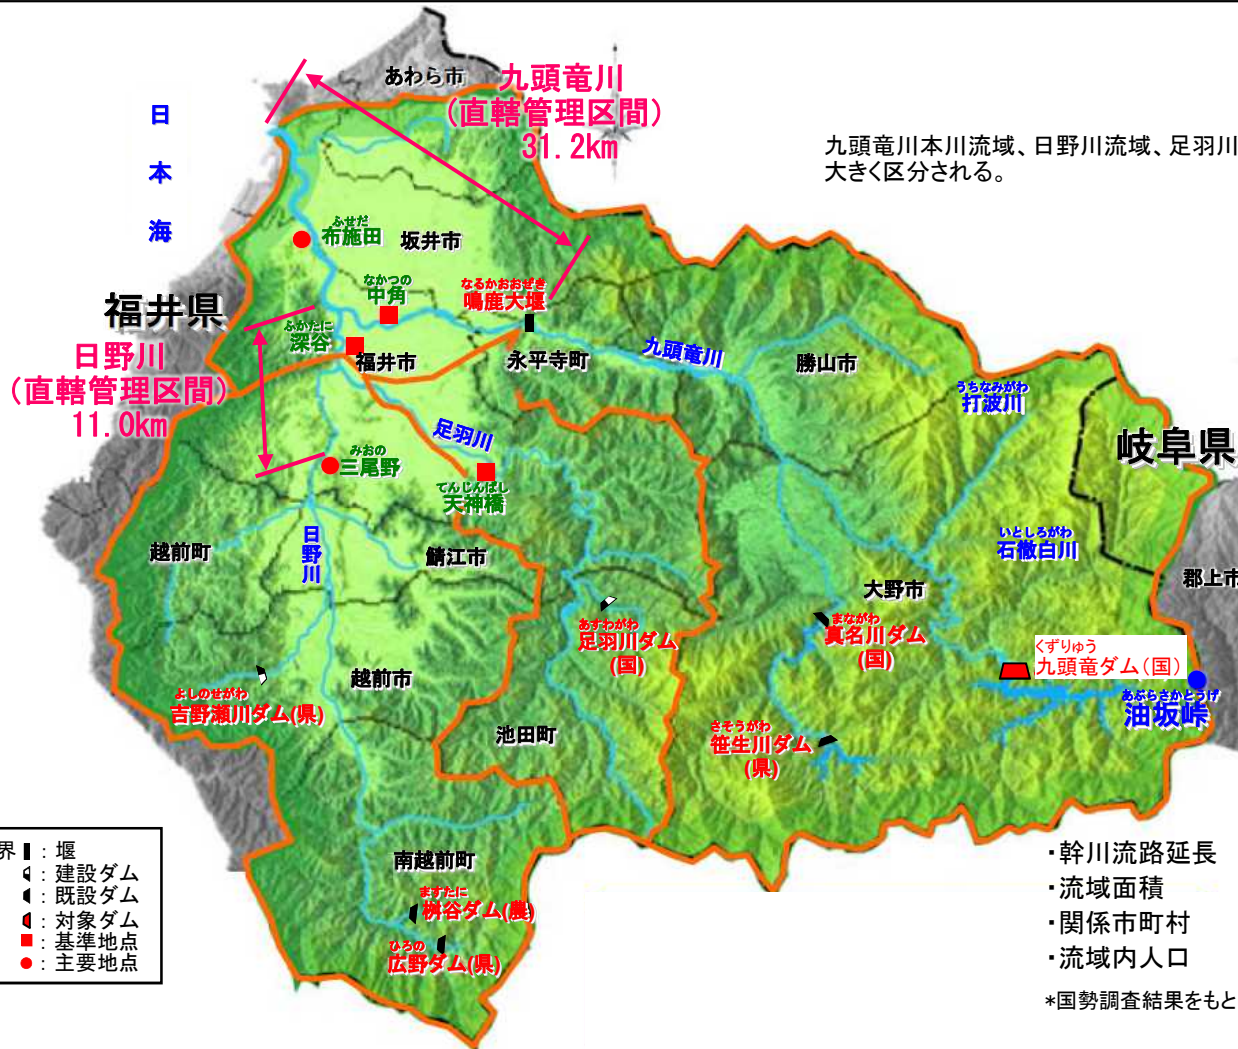 あわら市
九頭竜川
(直轄管理区間)
31.2km
日本海
九頭竜川本川流域、日野川流域、足羽川
大きく区分される。
ふせだ
布施田
坂井市
なかつの
中角
なるかおおぜき
鳴鹿大堰
福井県
ふかたに
深谷
福井市
永平寺町
九頭竜川
勝山市
日野川
(直轄管理区間)
11.0km
うちなみがわ
打波川
足羽川
岐阜県
みおの
三尾野
てんじんばし
天神橋
日野川
越前町
鯖江市
いとしろがわ
石徹白川
大野市
郡上市
あすわがわ
足羽川ダム
(国)
まながわ
真名川ダム
(国)
くずりゅう
九頭竜ダム(国)
よしのせがわ
吉野瀬川ダム(県)
越前市
あぶらさかとうげ
油坂峠
池田町
さそうがわ
笹生川ダム
(県)
南越前町
ますたに
桝谷ダム(農)
ひろの
広野ダム(県)
界
:堰
:建設ダム
:既設ダム
:対象ダム
:基準地点
:主要地点
・幹川流路延長
・流域面積
・関係市町村
・流域内人口
*国勢調査結果をもと